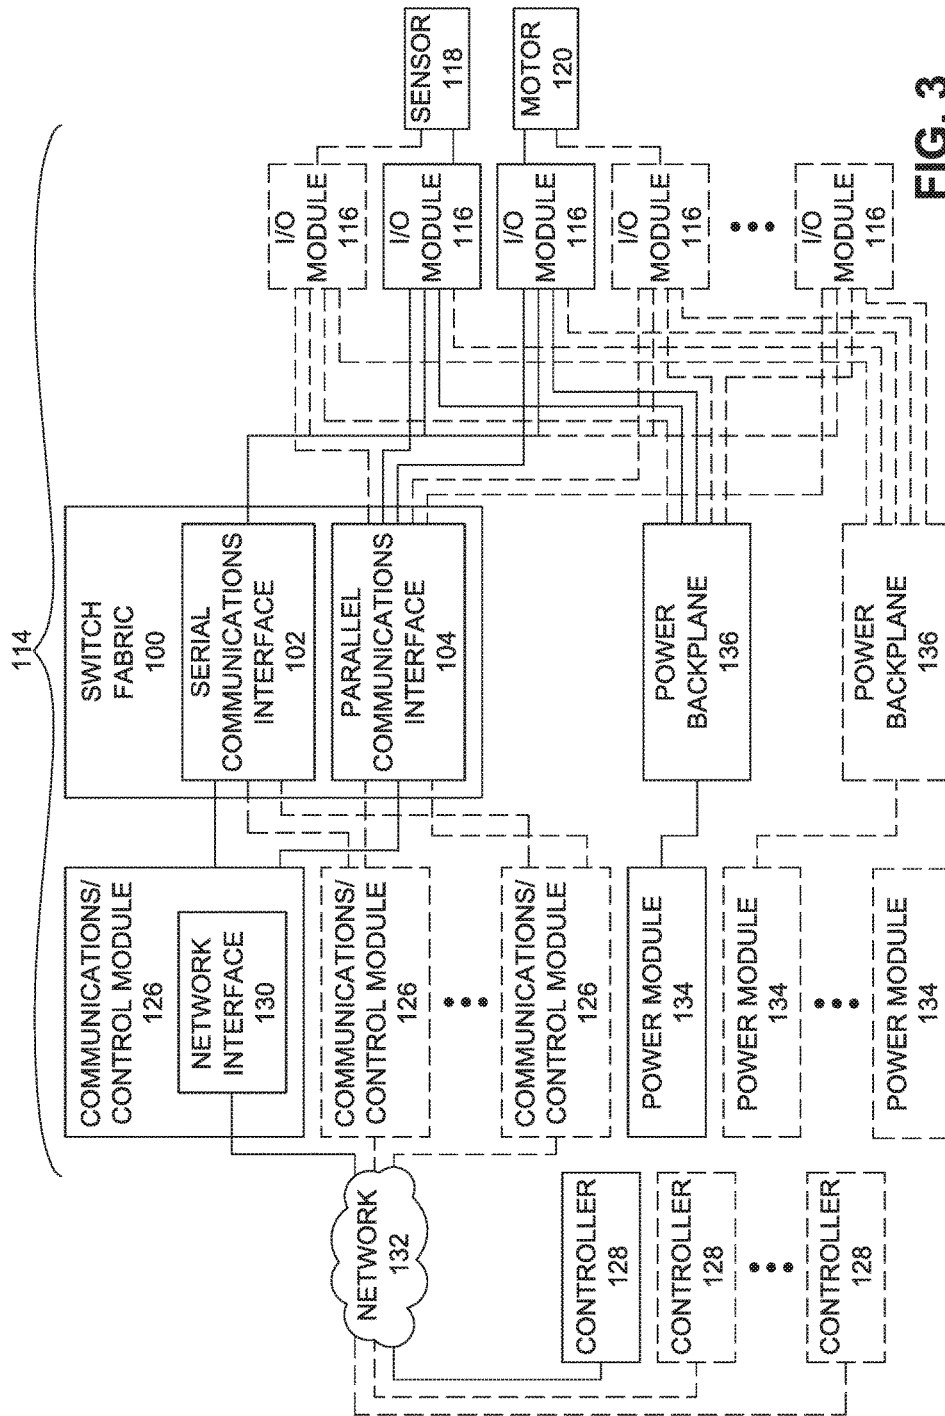 114
SWITCH
FABRIC
100
SERIAL
COMMUNICATIONS
INTERFACE
102
PARALLEL
COMMUNICATIONS
INTERFACE
104
COMMUNICATIONS/
CONTROL MODULE
126
NETWORK
INTERFACE
130
COMMUNICATIONS/
CONTROL MODULE
126
COMMUNICATIONS/
CONTROL MODULE
126
NETWORK
132
CONTROLLER
128
CONTROLLER
128
CONTROLLER
128
POWER MODULE
134
POWER MODULE
134
POWER MODULE
134
POWER
BACKPLANE
136
POWER
BACKPLANE
136
I/O
MODULE
116
I/O
MODULE
116
I/O
MODULE
116
I/O
MODULE
116
I/O
MODULE
116
SENSOR
118
MOTOR
120
FIG. 3